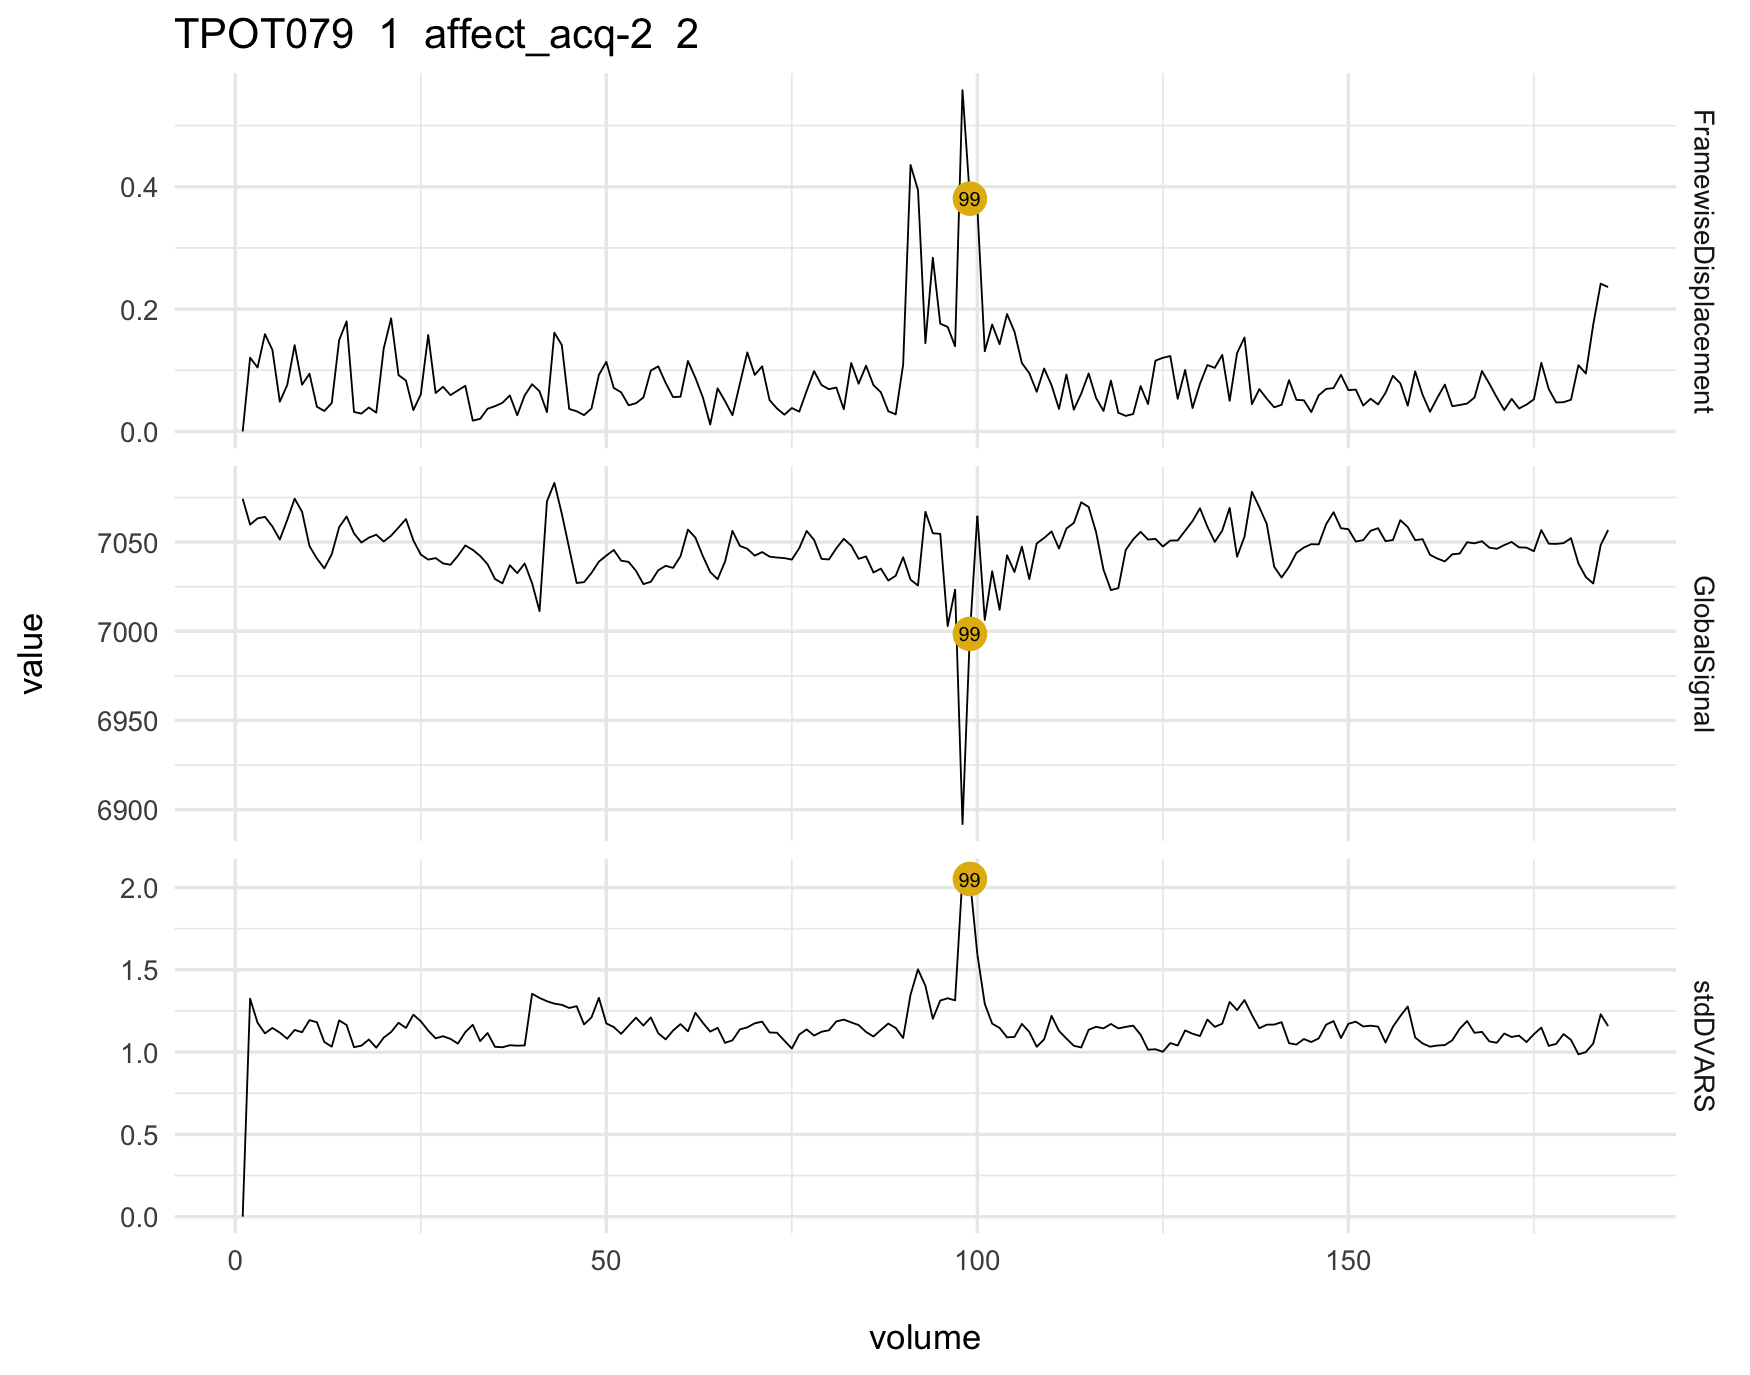 TPOT079 1 affect_acq-2 2
0.4
0.2
0.0
99
FramewiseDisplacement
7050
7000
6950
6900
99
GlobalSignal
value
2.0
1.5
1.0
0.5
0.0
99
stdDVARS
0 50 100 150
volume